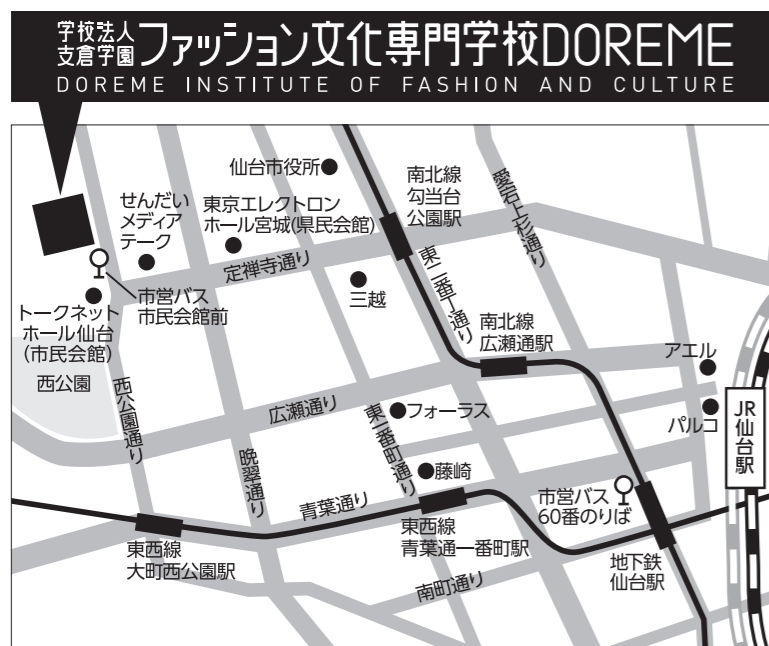 学校法人
支倉学園
ファッション文化専門学校DOREME
DOREME INSTITUTE OF FASHION AND CULTURE
仙台市役所
南北線
勾当台
公園駅
愛宕上杉通り
せんだい
メディア
テーク
東京エレクトロン
ホール宮城(県民会館)
定禅寺通り
東二番丁通り
市営バス
市民会館前
三越
トークネット
ホール仙台
(市民会館)
南北線
広瀬通駅
アエル
西公園
西公園通り
広瀬通り
東一番町通り
フォーラス
パルコ
JR
仙台駅
晩翠通り
藤崎
青葉通り
市営バス
60番のりば
東西線
青葉通一番町駅
東西線
大町西公園駅
南町通り
地下鉄
仙台駅